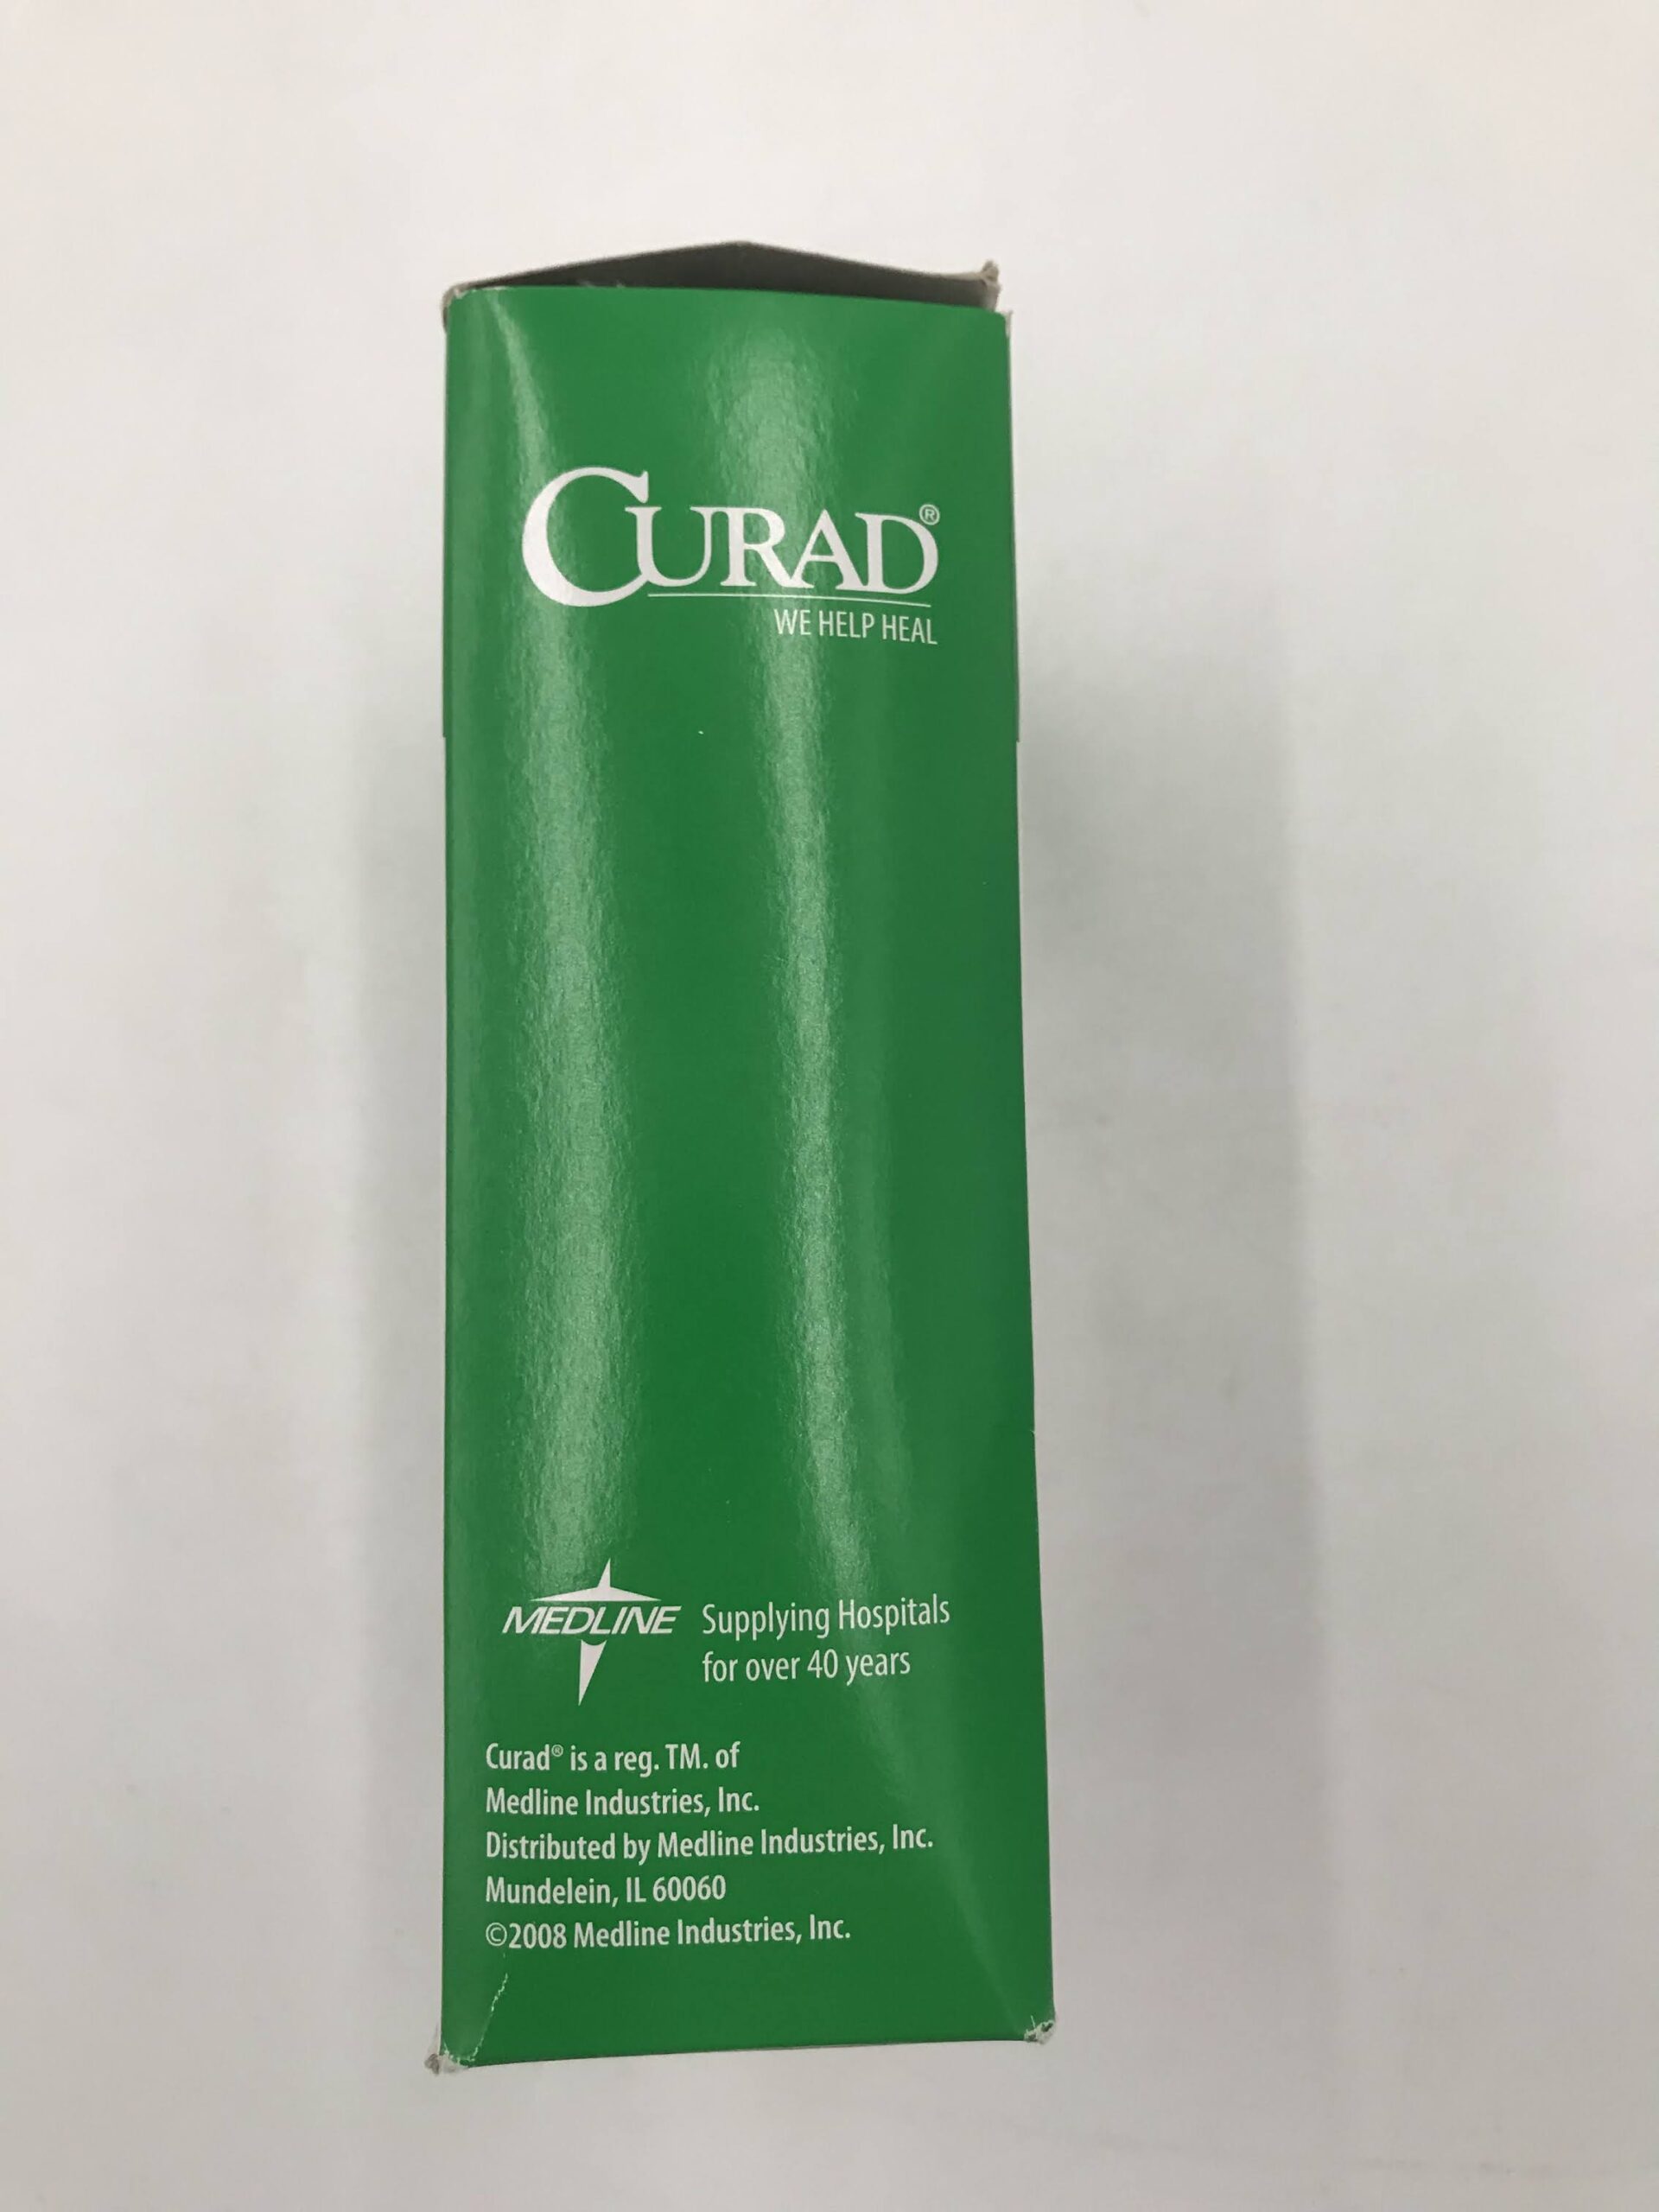 CURAD®
WE HELP HEAL
MEDLINE Supplying Hospitals
for over 40 years
Curad® is a reg. TM. of
Medline Industries, Inc.
Distributed by Medline Industries, Inc.
Mundelein, IL 60060
©2008 Medline Industries, Inc.